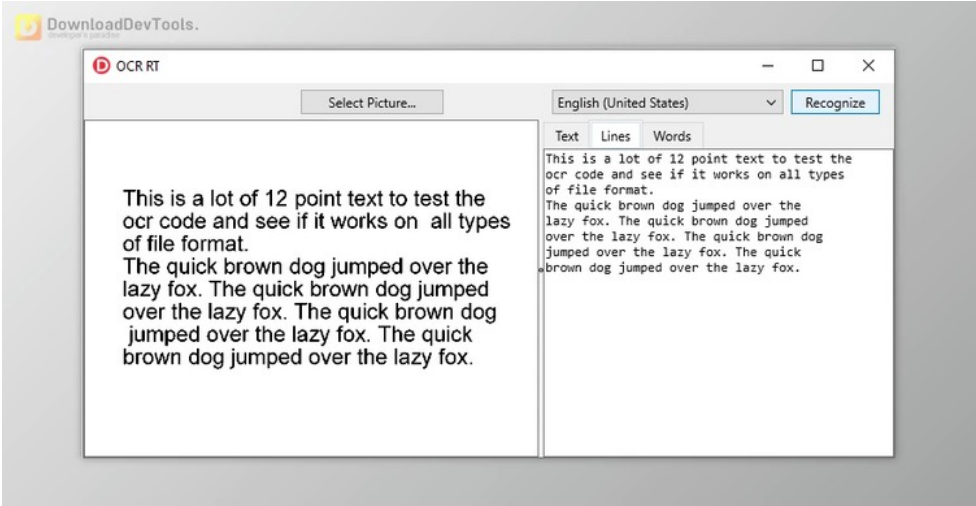 DownloadDevTools.
developer's paradise
OCR RT
Select Picture...
English (United States)
Recognize
This is a lot of 12 point text to test the
ocr code and see if it works on  all types
of file format.
The quick brown dog jumped over the
lazy fox. The quick brown dog jumped
over the lazy fox. The quick brown dog
jumped over the lazy fox. The quick
brown dog jumped over the lazy fox.
Text Lines Words
This is a lot of 12 point text to test the
ocr code and see if it works on all types
of file format.
The quick brown dog jumped over the
lazy fox. The quick brown dog jumped
over the lazy fox. The quick brown dog
jumped over the lazy fox. The quick
brown dog jumped over the lazy fox.